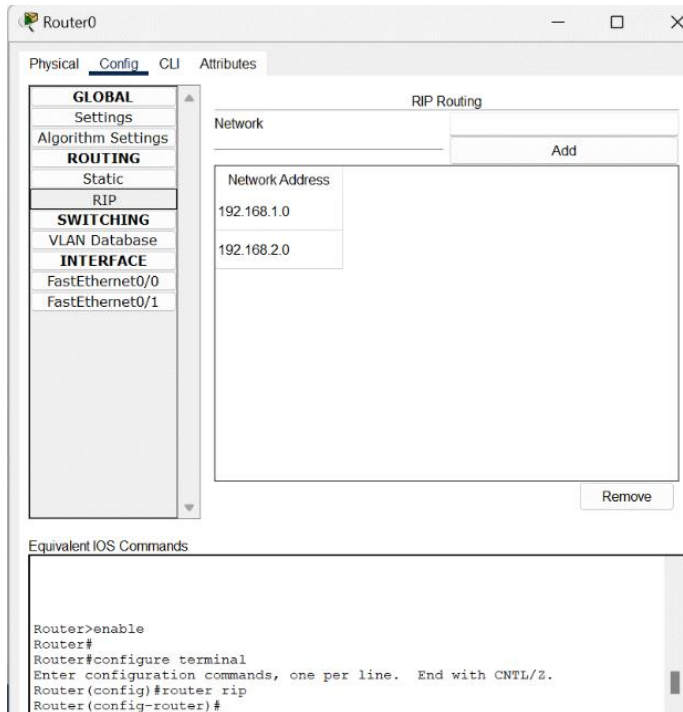 Router0
Physical Config CLI Attributes
GLOBAL
Settings
Algorithm Settings
ROUTING
Static
RIP
SWITCHING
VLAN Database
INTERFACE
FastEthernet0/0
FastEthernet0/1
RIP Routing
Network
Add
Network Address
192.168.1.0
192.168.2.0
Remove
Equivalent IOS Commands
Router>enable
Router#
Router#configure terminal
Enter configuration commands, one per line.  End with CNTL/Z.
Router(config)#router rip
Router(config-router)#